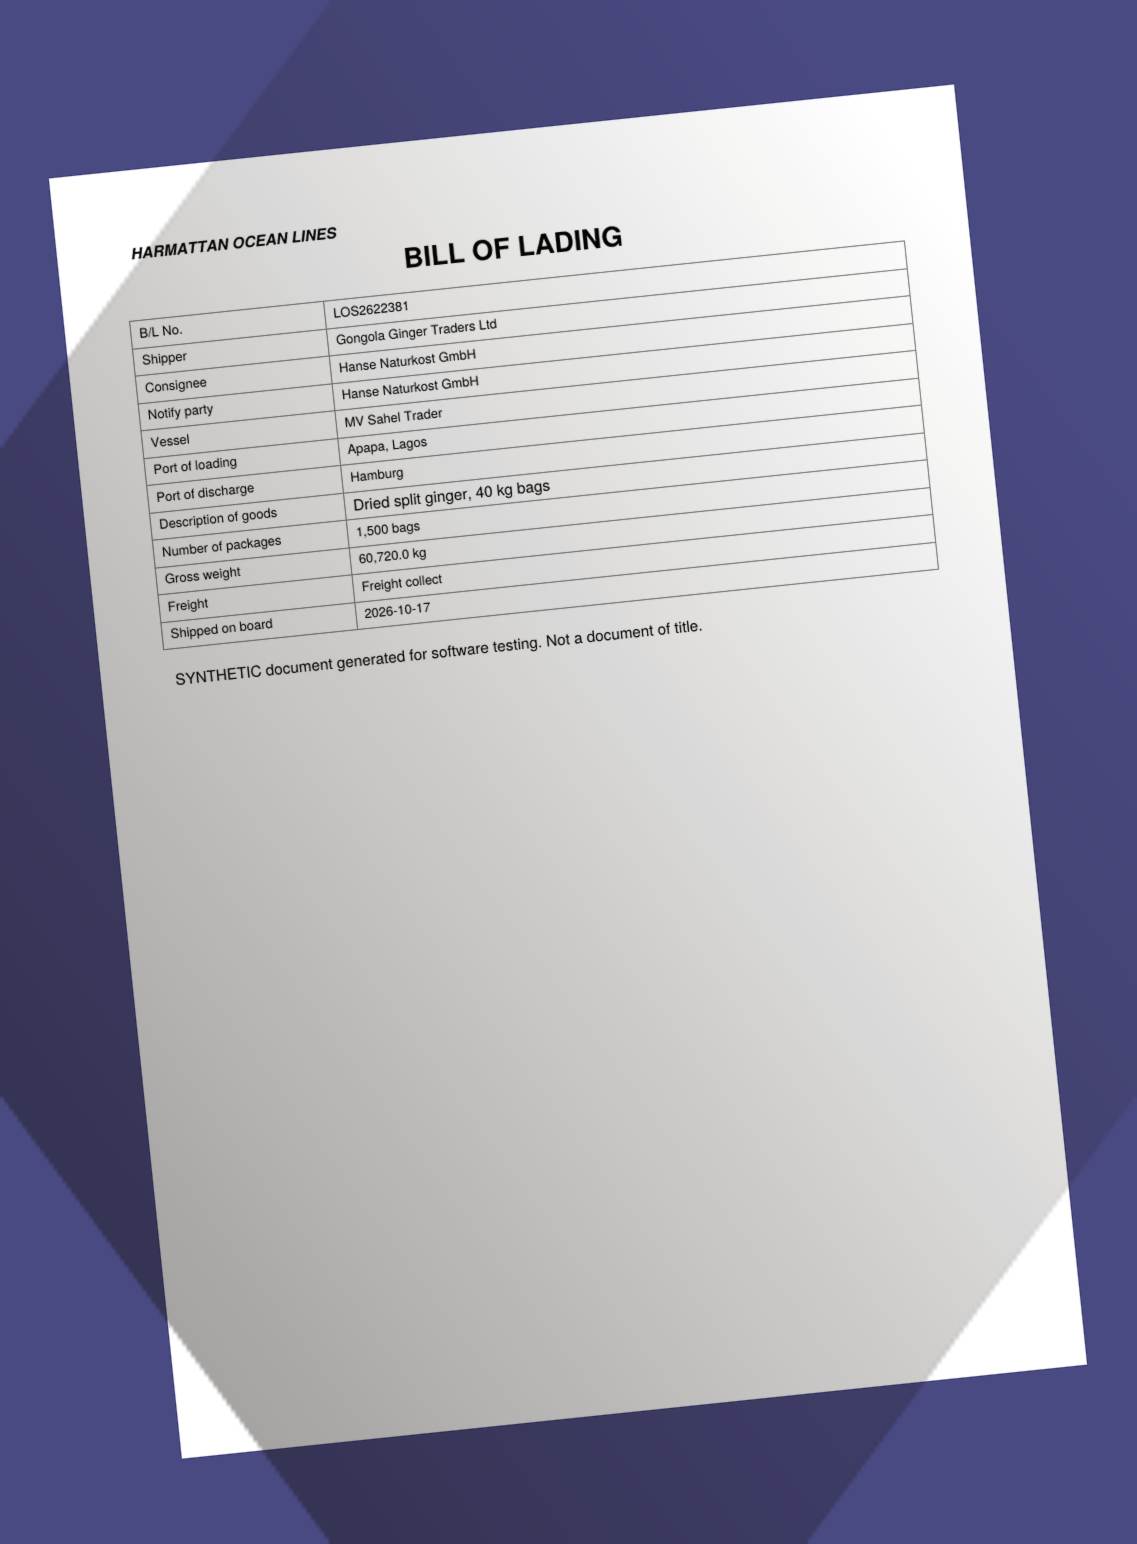 HARMATTAN OCEAN LINES
BILL OF LADING
B/L No. LOS2622381
Shipper Gongola Ginger Traders Ltd
Consignee Hanse Naturkost GmbH
Notify party Hanse Naturkost GmbH
Vessel MV Sahel Trader
Port of loading Apapa, Lagos
Port of discharge Hamburg
Description of goods Dried split ginger, 40 kg bags
Number of packages 1,500 bags
Gross weight 60,720.0 kg
Freight Freight collect
Shipped on board 2026-10-17
SYNTHETIC document generated for software testing. Not a document of title.